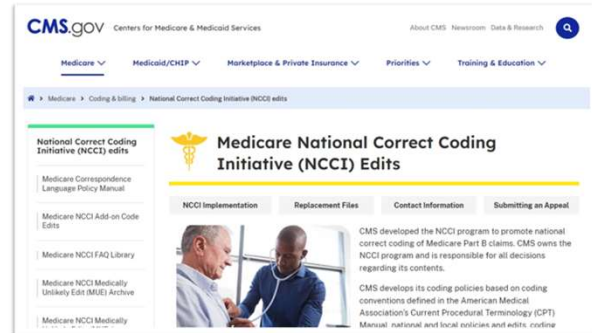 CMS.gov Centers for Medicare & Medicaid Services
About CMS Newsroom Data & Research
Medicare Medicaid/CHIP Marketplace & Private Insurance Priorities Training & Education
Medicare > Coding & billing > National Correct Coding Initiative (NCCI) edits
National Correct Coding
Initiative (NCCI) edits
Medicare Correspondence
Language Policy Manual
Medicare NCCI Add-on Code
Edits
Medicare NCCI FAQ Library
Medicare NCCI Medically
Unlikely Edit (MUE) Archive
Medicare NCCI Medically
Medicare National Correct Coding
Initiative (NCCI) Edits
NCCI Implementation Replacement Files Contact Information Submitting an Appeal
CMS developed the NCCI program to promote national
correct coding of Medicare Part B claims. CMS owns the
NCCI program and is responsible for all decisions
regarding its contents.
CMS develops its coding policies based on coding
conventions defined in the American Medical
Association's Current Procedural Terminology (CPT)
Manual, national and local policies and edits, coding